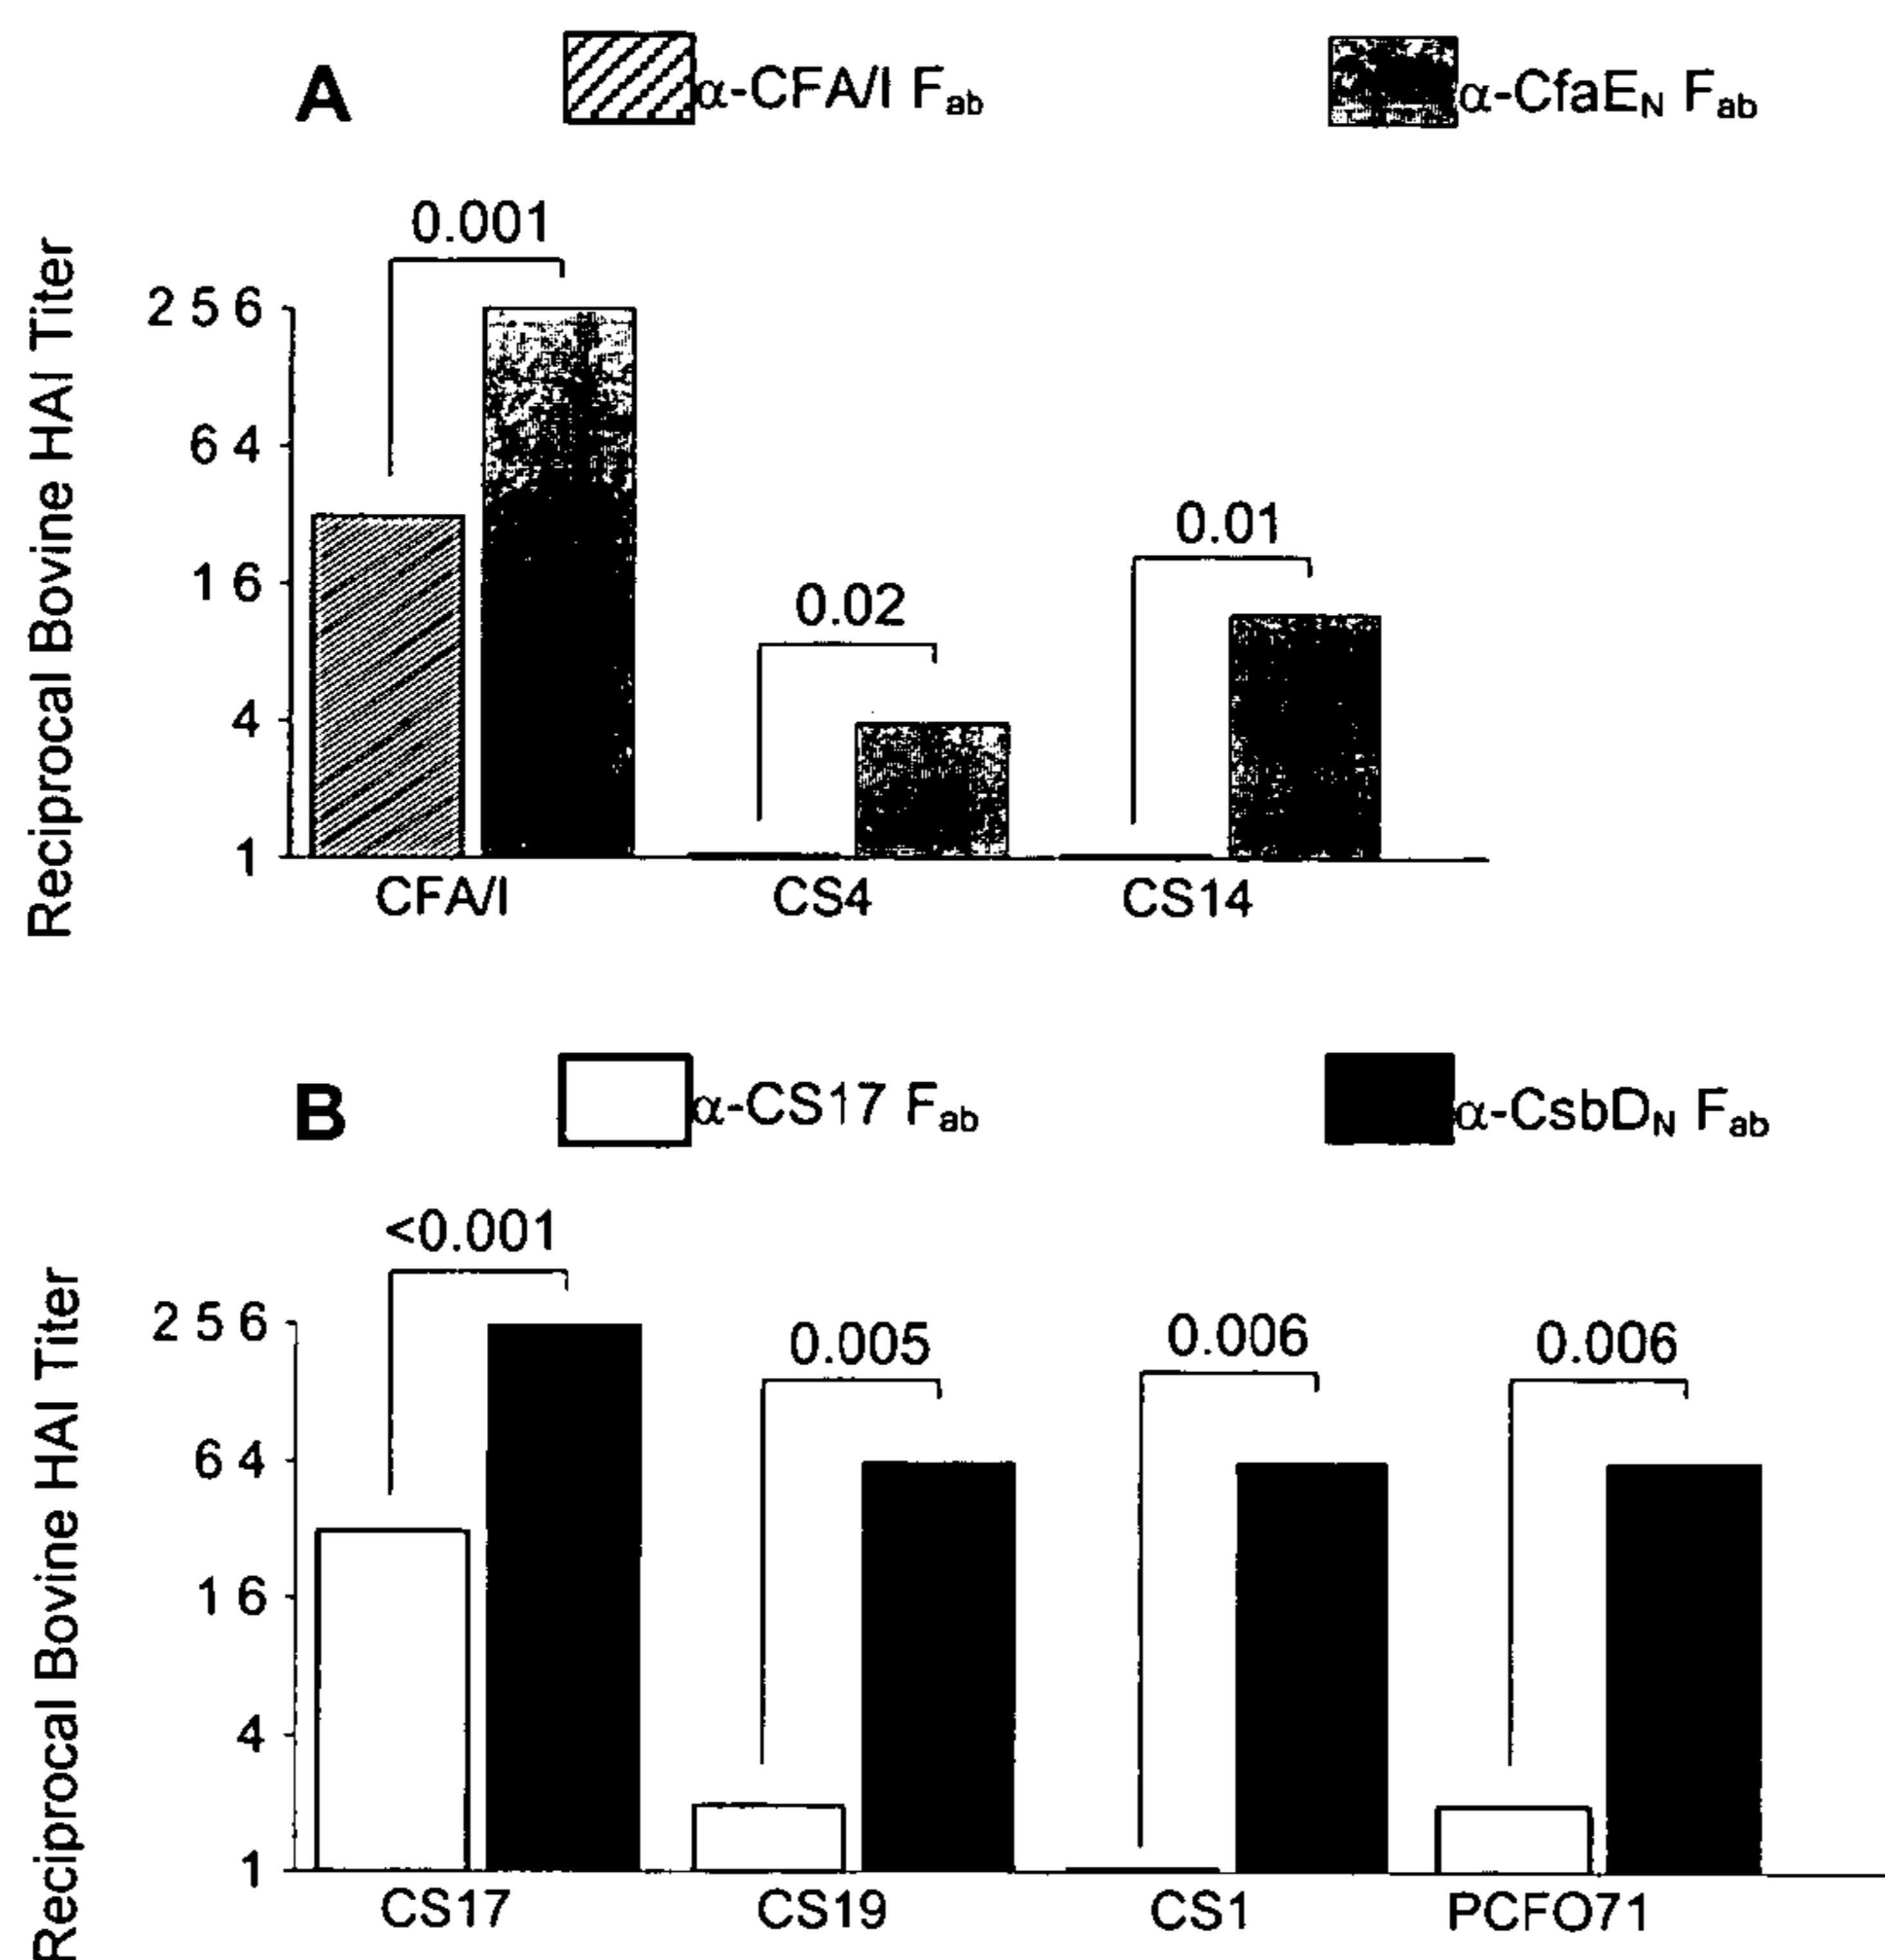 A α-CFA/I Fab α-CfaEN Fab
Reciprocal Bovine HAI Titer
0.001
256
64
0.01
16
0.02
4
1
CFA/I CS4 CS14
B α-CS17 Fab α-CsbDN Fab
Reciprocal Bovine HAI Titer
<0.001
256
0.005 0.006 0.006
64
16
4
1
CS17 CS19 CS1 PCFO71